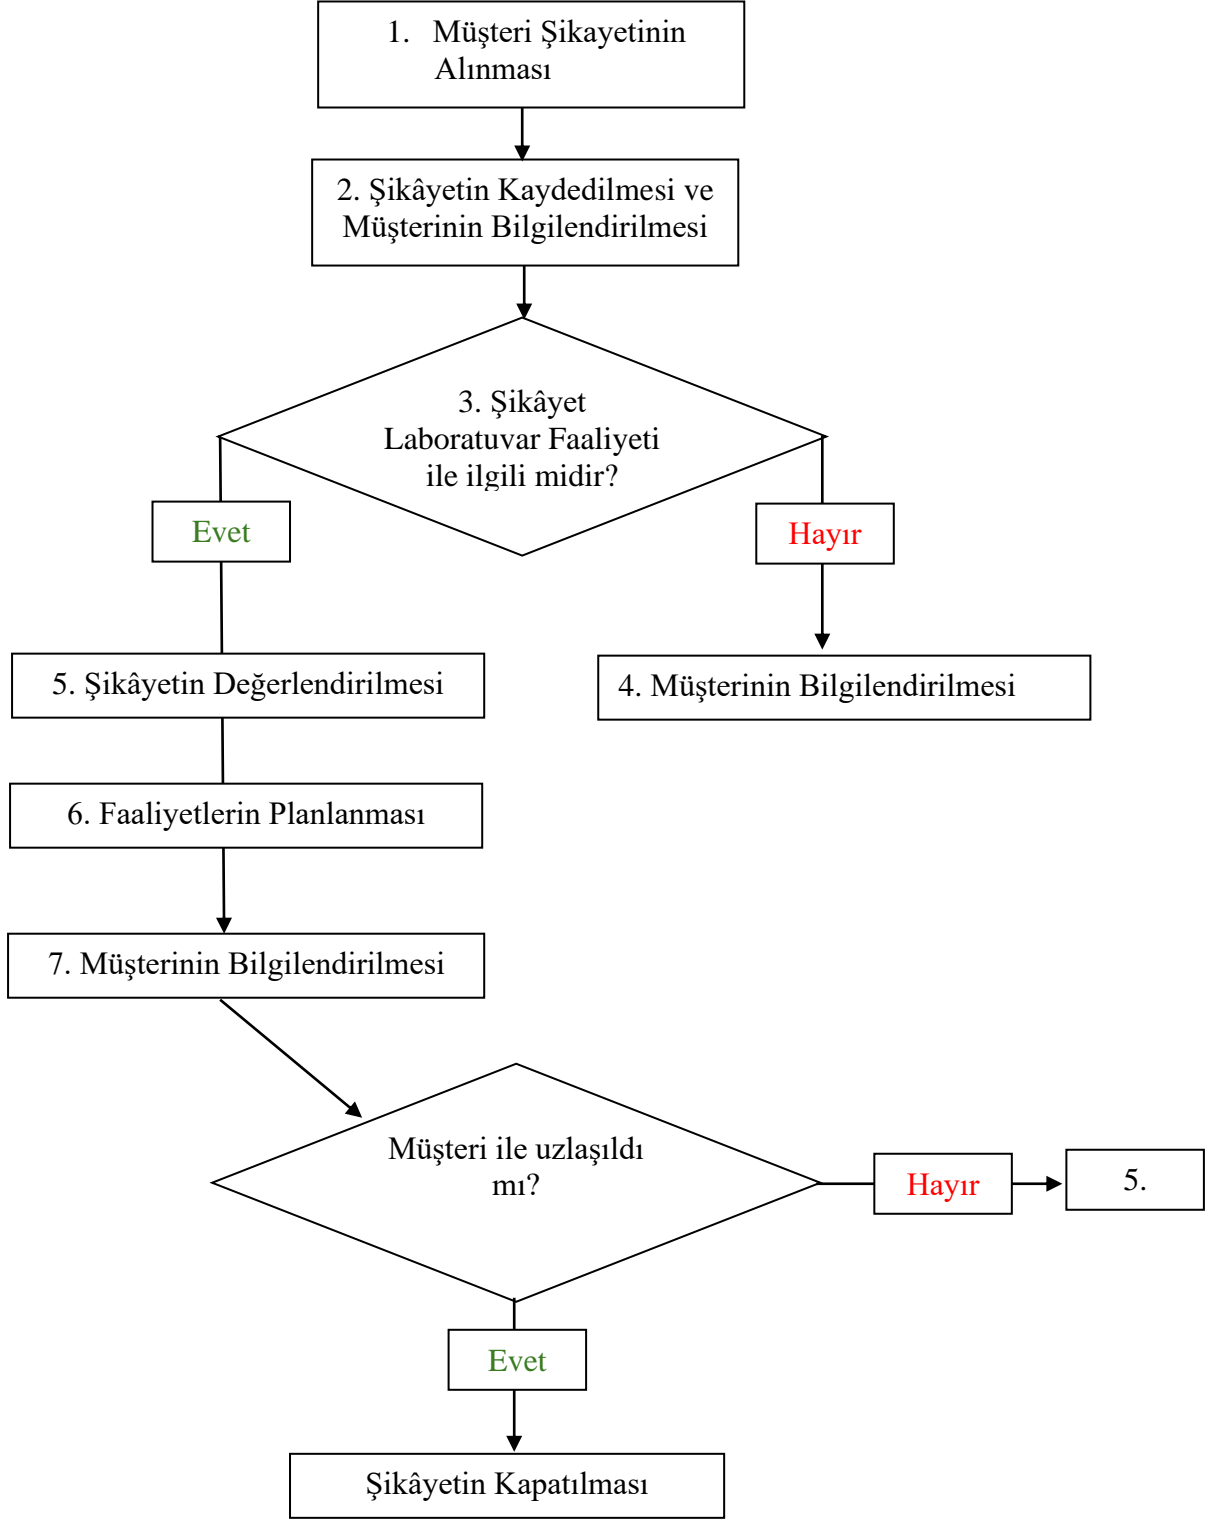 1. Müşteri Şikayetinin
Alınması
2. Şikâyetin Kaydedilmesi ve
Müşterinin Bilgilendirilmesi
3. Şikâyet
Laboratuvar Faaliyeti
ile ilgili midir?
Evet
Hayır
5. Şikâyetin Değerlendirilmesi
4. Müşterinin Bilgilendirilmesi
6. Faaliyetlerin Planlanması
7. Müşterinin Bilgilendirilmesi
Müşteri ile uzlaşıldı
mı?
Hayır
5.
Evet
Şikâyetin Kapatılması